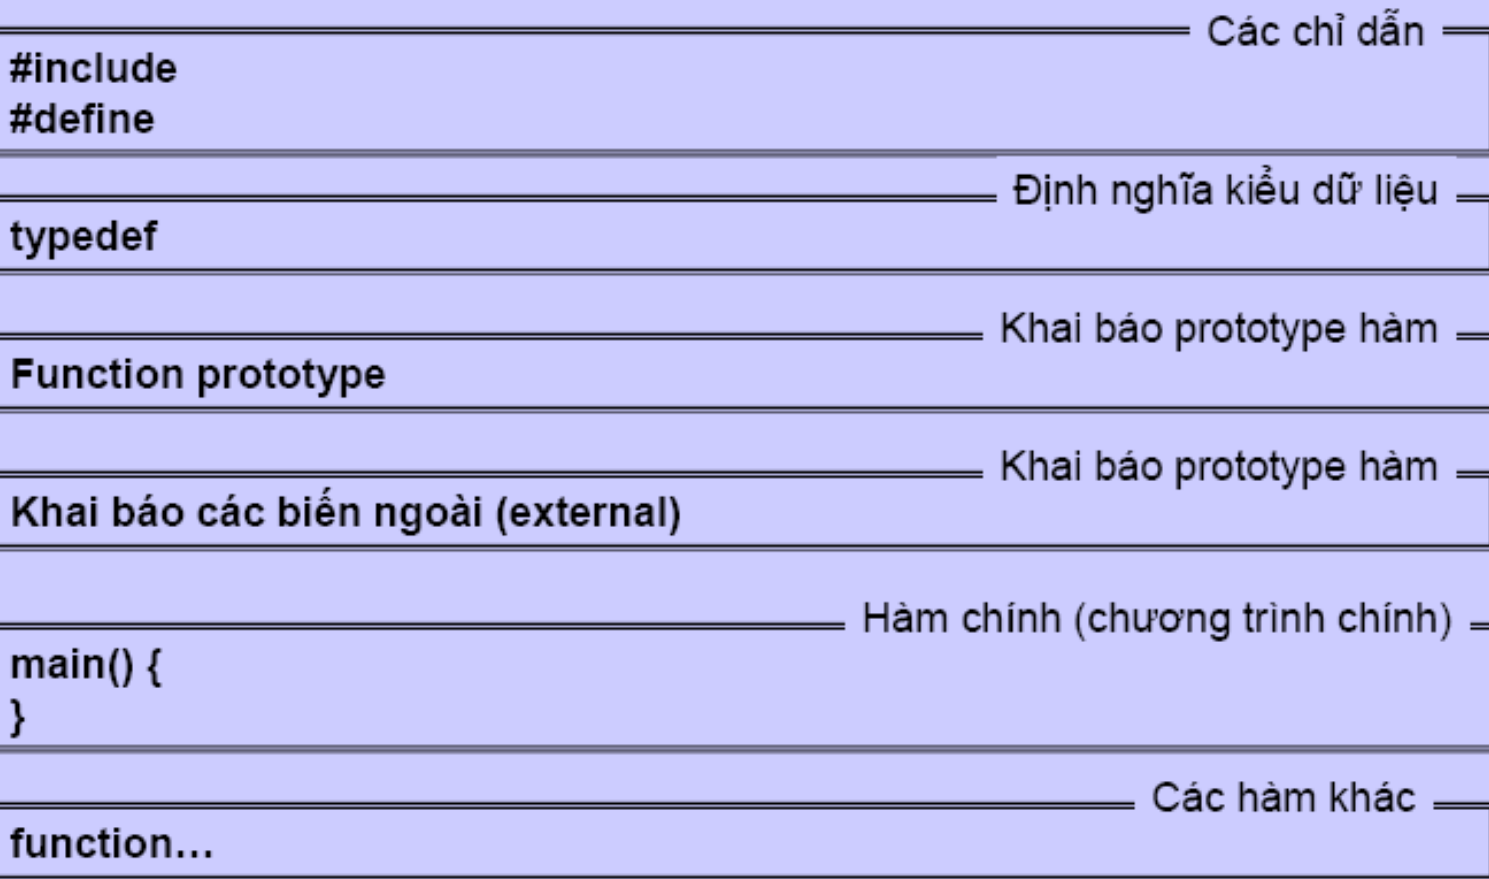 Các chỉ dẫn
#include
#define
Định nghĩa kiểu dữ liệu
typedef
Khai báo prototype hàm
Function prototype
Khai báo prototype hàm
Khai báo các biến ngoài (external)
Hàm chính (chương trình chính)
main() {
}
Các hàm khác
function...